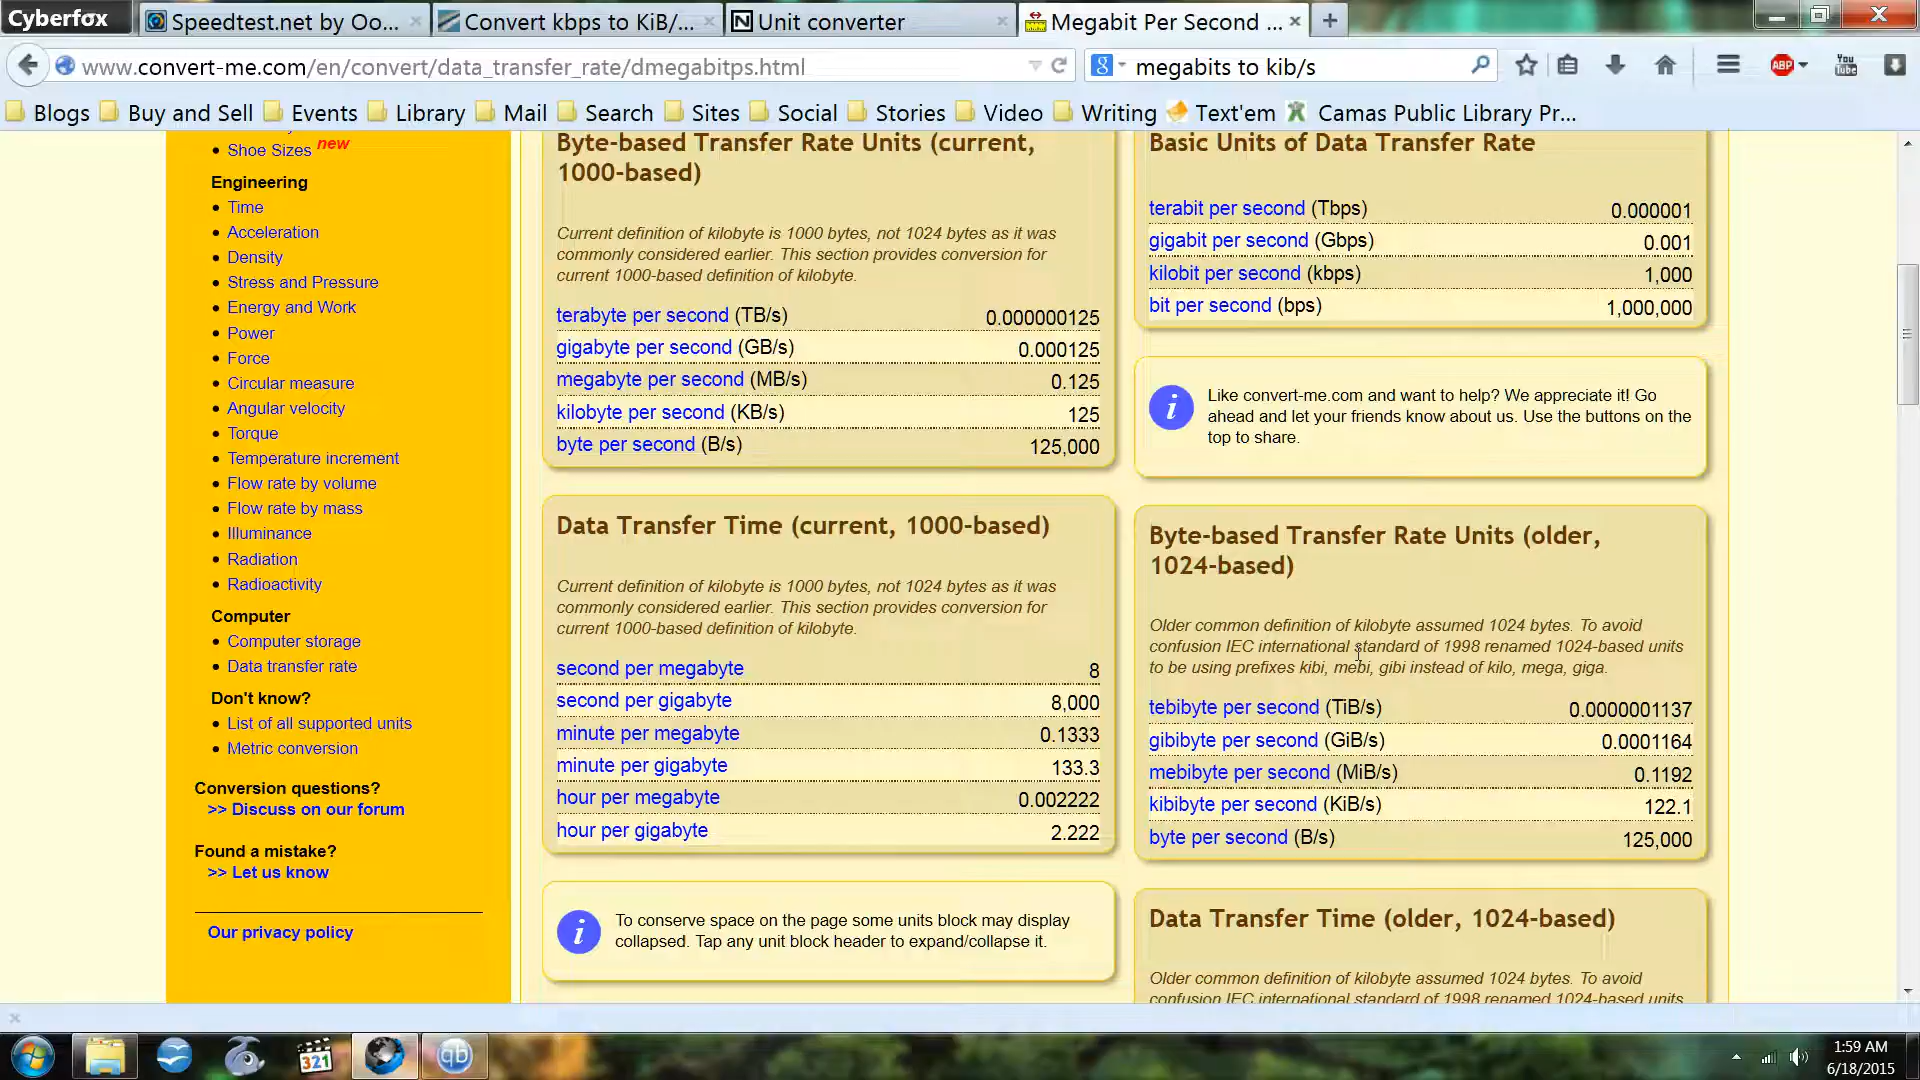 Cyberfox
Speedtest.net by Oo...
Convert kbps to KiB/...
Unit converter
Megabit Per Second ...
www.convert-me.com/en/convert/data_transfer_rate/dmegabitps.html
megabits to kib/s
ABP
You Tube
Blogs
Buy and Sell
Events
Library
Mail
Search
Sites
Social
Stories
Video
Writing
Text'em
Camas Public Library Pr...
Shoe Sizes new
Engineering
Time
Acceleration
Density
Stress and Pressure
Energy and Work
Power
Force
Circular measure
Angular velocity
Torque
Temperature increment
Flow rate by volume
Flow rate by mass
Illuminance
Radiation
Radioactivity
Computer
Computer storage
Data transfer rate
Don't know?
List of all supported units
Metric conversion
Conversion questions?
>> Discuss on our forum
Found a mistake?
>> Let us know
Our privacy policy
Byte-based Transfer Rate Units (current,
1000-based)
Current definition of kilobyte is 1000 bytes, not 1024 bytes as it was
commonly considered earlier. This section provides conversion for
current 1000-based definition of kilobyte.
terabyte per second (TB/s) 0.000000125
gigabyte per second (GB/s) 0.000125
megabyte per second (MB/s) 0.125
kilobyte per second (KB/s) 125
byte per second (B/s) 125,000
Data Transfer Time (current, 1000-based)
Current definition of kilobyte is 1000 bytes, not 1024 bytes as it was
commonly considered earlier. This section provides conversion for
current 1000-based definition of kilobyte.
second per megabyte 8
second per gigabyte 8,000
minute per megabyte 0.1333
minute per gigabyte 133.3
hour per megabyte 0.002222
hour per gigabyte 2.222
To conserve space on the page some units block may display
collapsed. Tap any unit block header to expand/collapse it.
Basic Units of Data Transfer Rate
terabit per second (Tbps) 0.000001
gigabit per second (Gbps) 0.001
kilobit per second (kbps) 1,000
bit per second (bps) 1,000,000
Like convert-me.com and want to help? We appreciate it! Go
ahead and let your friends know about us. Use the buttons on the
top to share.
Byte-based Transfer Rate Units (older,
1024-based)
Older common definition of kilobyte assumed 1024 bytes. To avoid
confusion IEC international standard of 1998 renamed 1024-based units
to be using prefixes kibi, mebi, gibi instead of kilo, mega, giga.
tebibyte per second (TiB/s) 0.0000001137
gibibyte per second (GiB/s) 0.0001164
mebibyte per second (MiB/s) 0.1192
kibibyte per second (KiB/s) 122.1
byte per second (B/s) 125,000
Data Transfer Time (older, 1024-based)
Older common definition of kilobyte assumed 1024 bytes. To avoid
confusion IEC international standard of 1998 renamed 1024-based units
321
qb
1:59 AM
6/18/2015